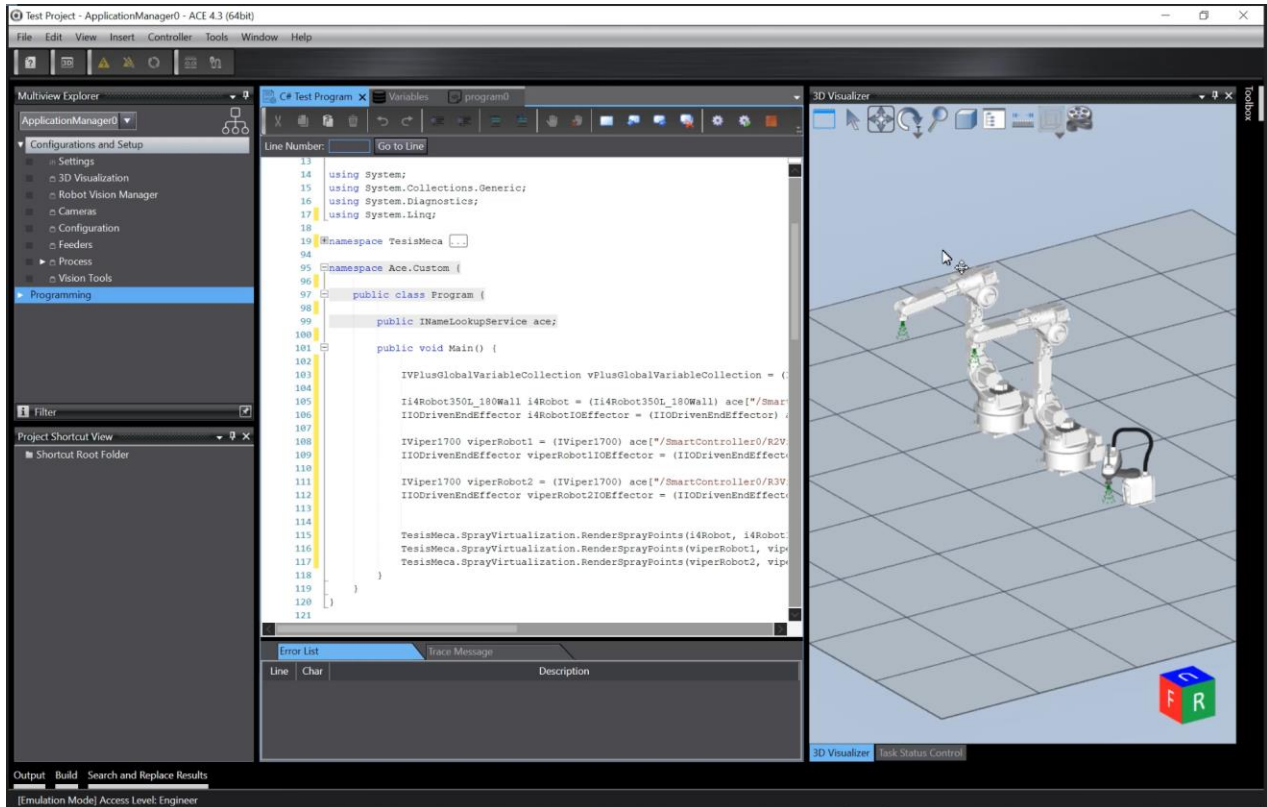 Test Project - ApplicationManager0 - ACE 4.3 (64bit)
File Edit View Insert Controller Tools Window Help
Multiview Explorer
ApplicationManager0
Configurations and Setup
Settings
3D Visualization
Robot Vision Manager
Cameras
Configuration
Feeders
Process
Vision Tools
Programming
Filter
Project Shortcut View
Shortcut Root Folder
C# Test Program Variables program0
Line Number: Go to Line
13
14 using System;
15 using System.Collections.Generic;
16 using System.Diagnostics;
17 using System.Linq;
18
19 namespace TesisMeca ...
94
95 namespace Ace.Custom {
96
97 public class Program {
98
99 public INameLookupService ace;
100
101 public void Main() {
102
103 IVPlusGlobalVariableCollection vPlusGlobalVariableCollection = (
104
105 Ii4Robot350L_180Wall i4Robot = (Ii4Robot350L_180Wall) ace["/Smar
106 IIODrivenEndEffector i4RobotIOEffector = (IIODrivenEndEffector)
107
108 IViper1700 viperRobot1 = (IViper1700) ace["/SmartController0/R2V
109 IIODrivenEndEffector viperRobot1IOEffector = (IIODrivenEndEffect
110
111 IViper1700 viperRobot2 = (IViper1700) ace["/SmartController0/R3V
112 IIODrivenEndEffector viperRobot2IOEffector = (IIODrivenEndEffect
113
114
115 TesisMeca.SprayVirtualization.RenderSprayPoints(i4Robot, i4Robot
116 TesisMeca.SprayVirtualization.RenderSprayPoints(viperRobot1, vipe
117 TesisMeca.SprayVirtualization.RenderSprayPoints(viperRobot2, vipe
118 }
119 }
120 }
121
Error List Trace Message
Line Char Description
3D Visualizer
Toolbox
F R U
3D Visualizer Task Status Control
Output Build Search and Replace Results
[Emulation Mode] Access Level: Engineer